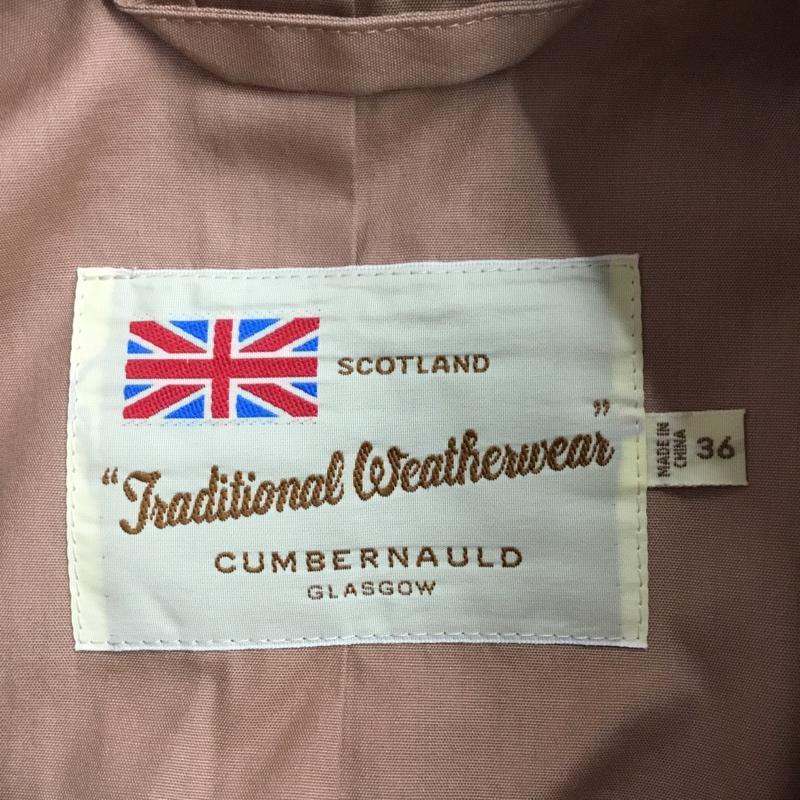 SCOTLAND
“Traditional Weatherwear”
CUMBERNAULD
GLASGOW
MADE IN
CHINA
36